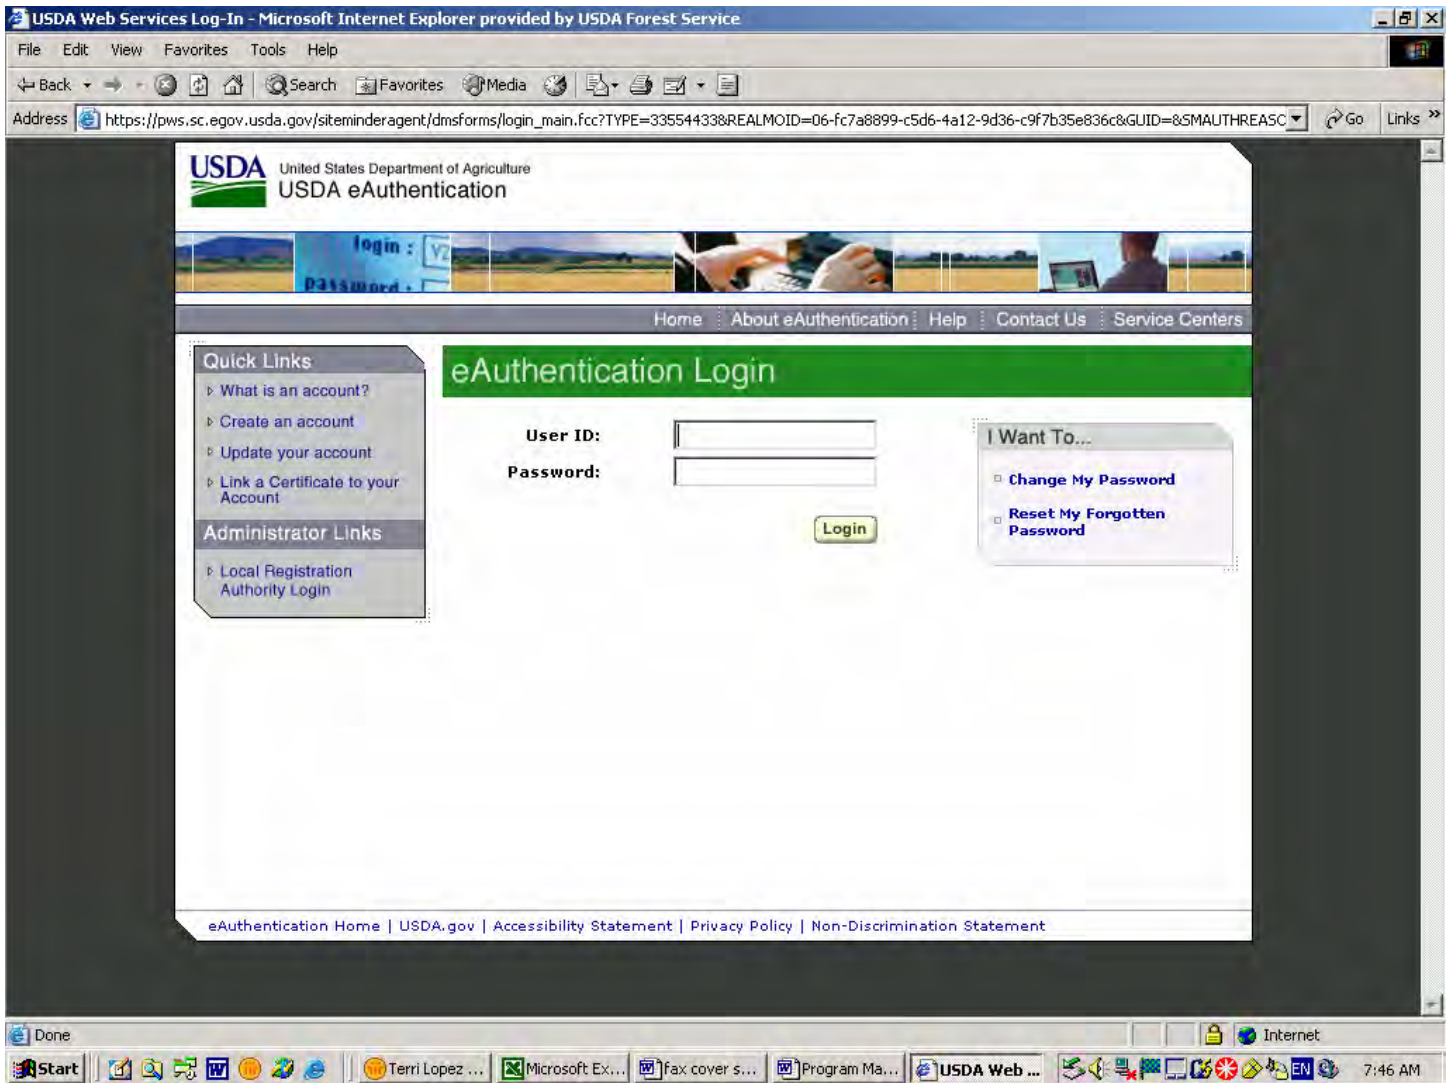 USDA Web Services Log-In - Microsoft Internet Explorer provided by USDA Forest Service
File Edit View Favorites Tools Help
Back Search Favorites Media
Address https://pws.sc.egov.usda.gov/siteminderagent/dmsforms/login_main.fcc?TYPE=33554433&REALMOID=06-fc7a8899-c5d6-4a12-9d36-c9f7b35e836c&GUID=&SMAUTHREASC Go Links »
USDA United States Department of Agriculture
USDA eAuthentication
login :
password :
Home About eAuthentication Help Contact Us Service Centers
Quick Links
What is an account?
Create an account
Update your account
Link a Certificate to your
Account
Administrator Links
Local Registration
Authority Login
eAuthentication Login
User ID:
Password:
Login
I Want To...
Change My Password
Reset My Forgotten
Password
eAuthentication Home | USDA.gov | Accessibility Statement | Privacy Policy | Non-Discrimination Statement
Done Internet
Start Terri Lopez ... Microsoft Ex... fax cover s... Program Ma... USDA Web ... EN 7:46 AM